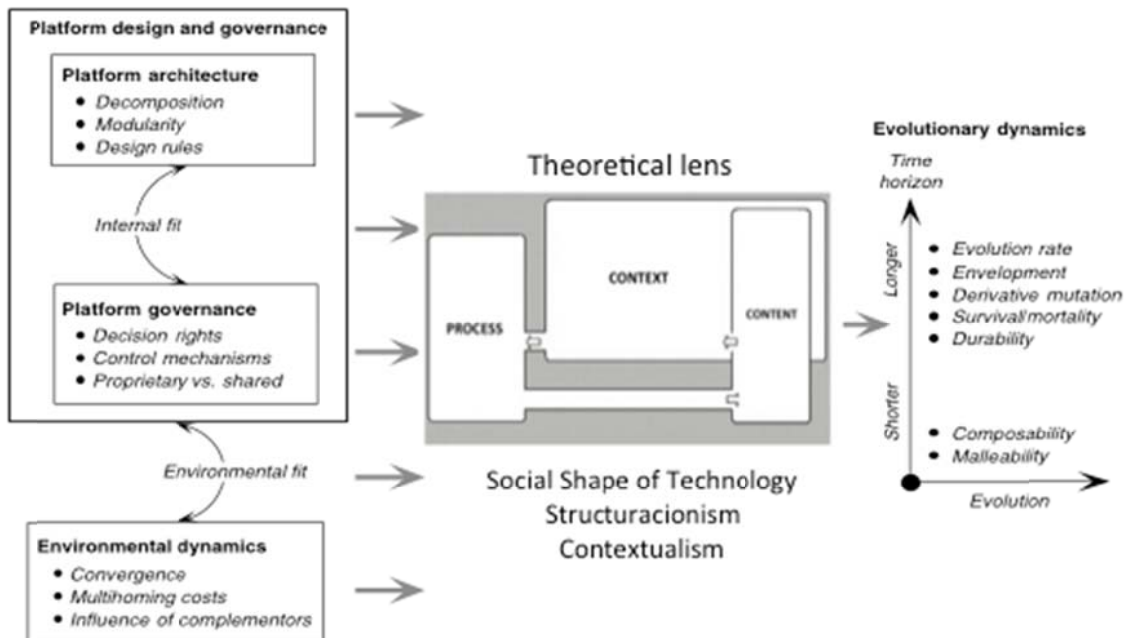 Platform design and governance
Platform architecture
• Decomposition
• Modularity
• Design rules
Internal fit
Platform governance
• Decision rights
• Control mechanisms
• Proprietary vs. shared
Environmental fit
Environmental dynamics
• Convergence
• Multihoming costs
• Influence of complementors
Theoretical lens
PROCESS
CONTEXT
CONTENT
Social Shape of Technology
Structuracionism
Contextualism
Evolutionary dynamics
Time
horizon
Longer
• Evolution rate
• Envelopment
• Derivative mutation
• Survival/mortality
• Durability
Shorter
• Composability
• Malleability
Evolution